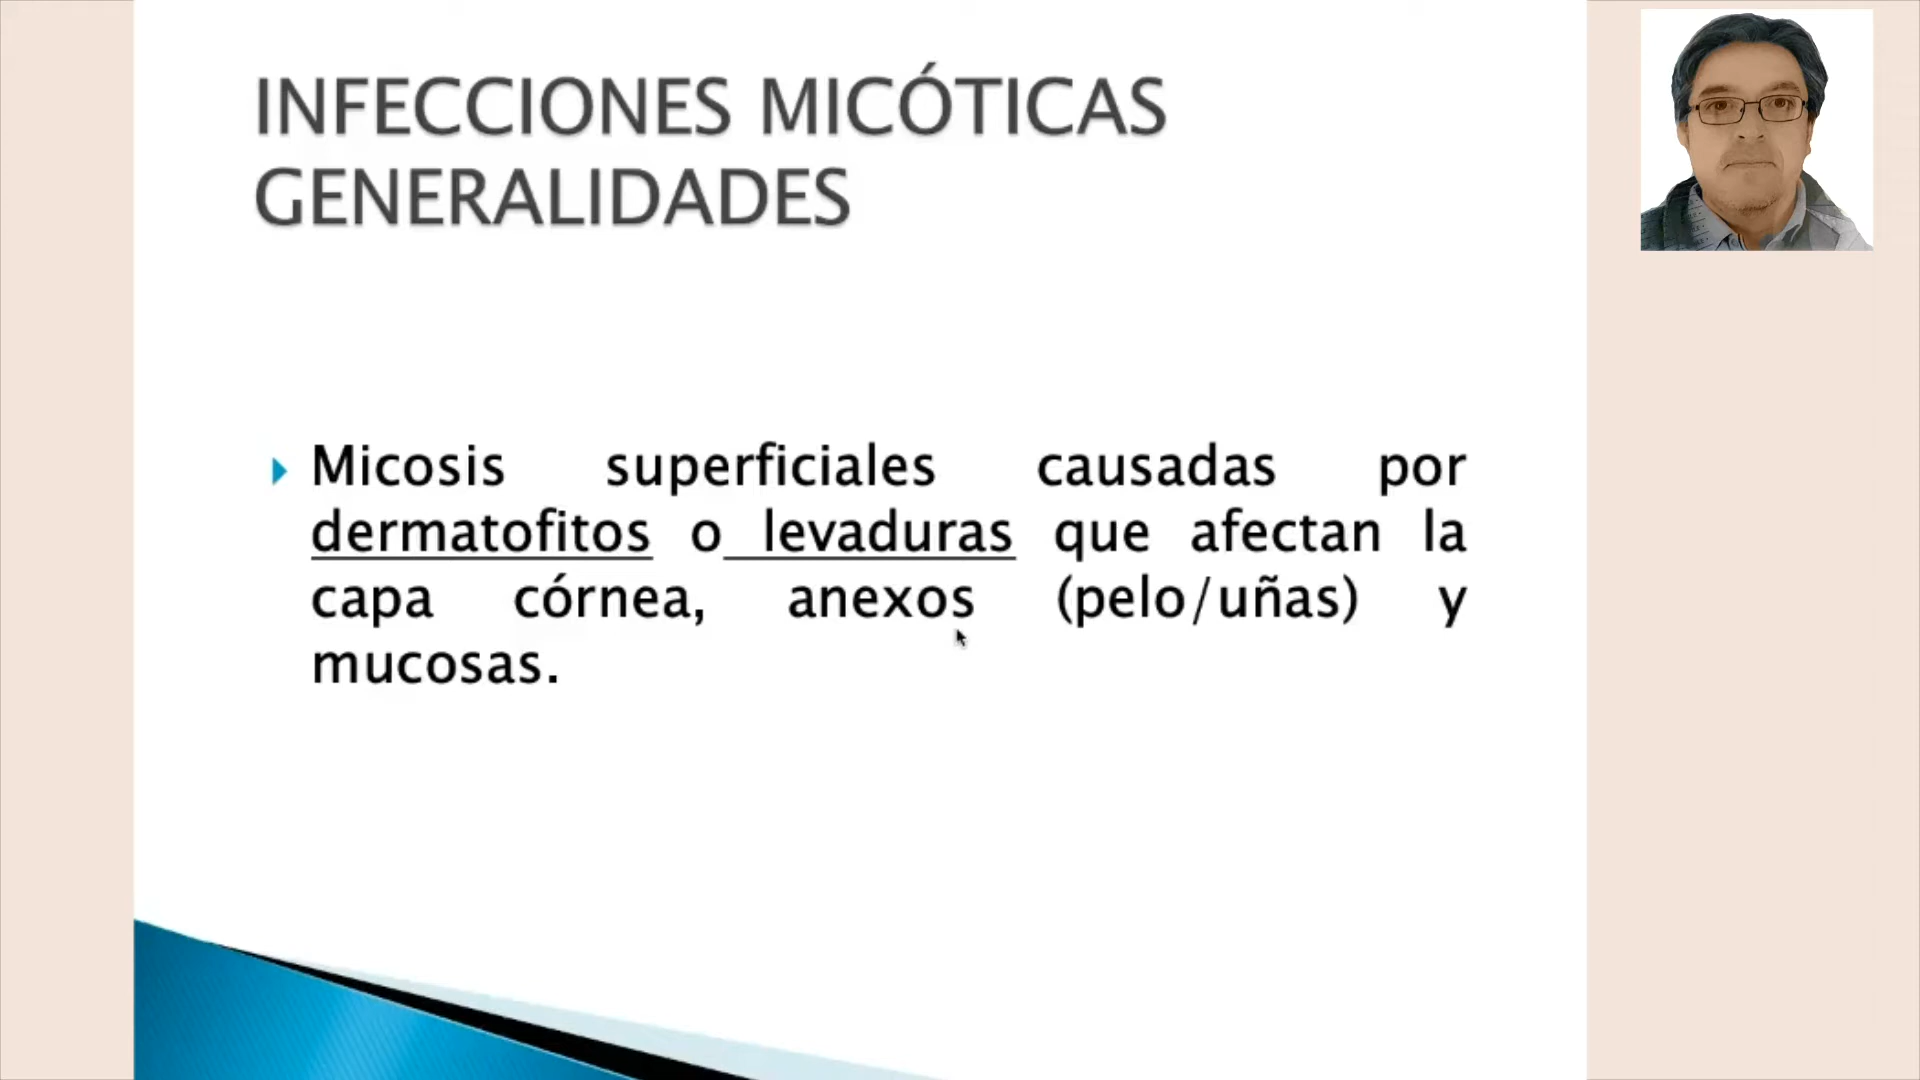 INFECCIONES MICÓTICAS
GENERALIDADES
Micosis superficiales causadas por
dermatofitos o levaduras que afectan la
capa córnea, anexos (pelo/uñas) y
mucosas.